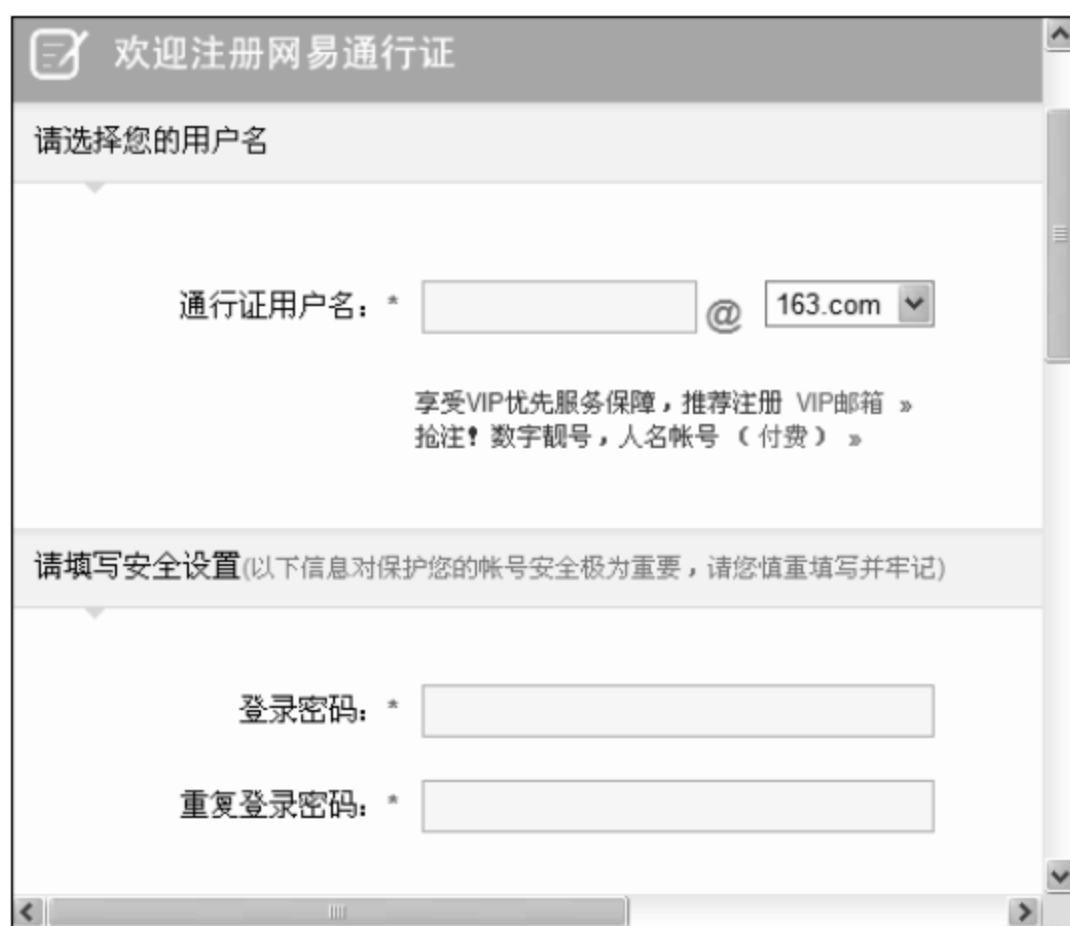 欢迎注册网易通行证
请选择您的用户名
通行证用户名：* @ 163.com
享受VIP优先服务保障，推荐注册 VIP邮箱 »
抢注！数字靓号，人名帐号 （付费） »
请填写安全设置(以下信息对保护您的帐号安全极为重要，请您慎重填写并牢记)
登录密码：*
重复登录密码：*